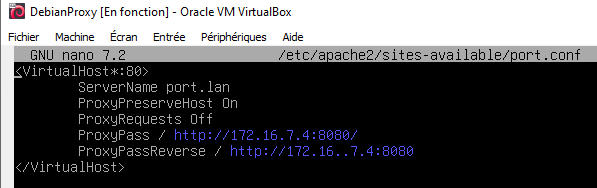 DebianProxy [En fonction] - Oracle VM VirtualBox
Fichier Machine Écran Entrée Périphériques Aide
GNU nano 7.2 /etc/apache2/sites-available/port.conf
<VirtualHost*:80>
ServerName port.lan
ProxyPreserveHost On
ProxyRequests Off
ProxyPass / http://172.16.7.4:8080/
ProxyPassReverse / http://172.16..7.4:8080
</VirtualHost>